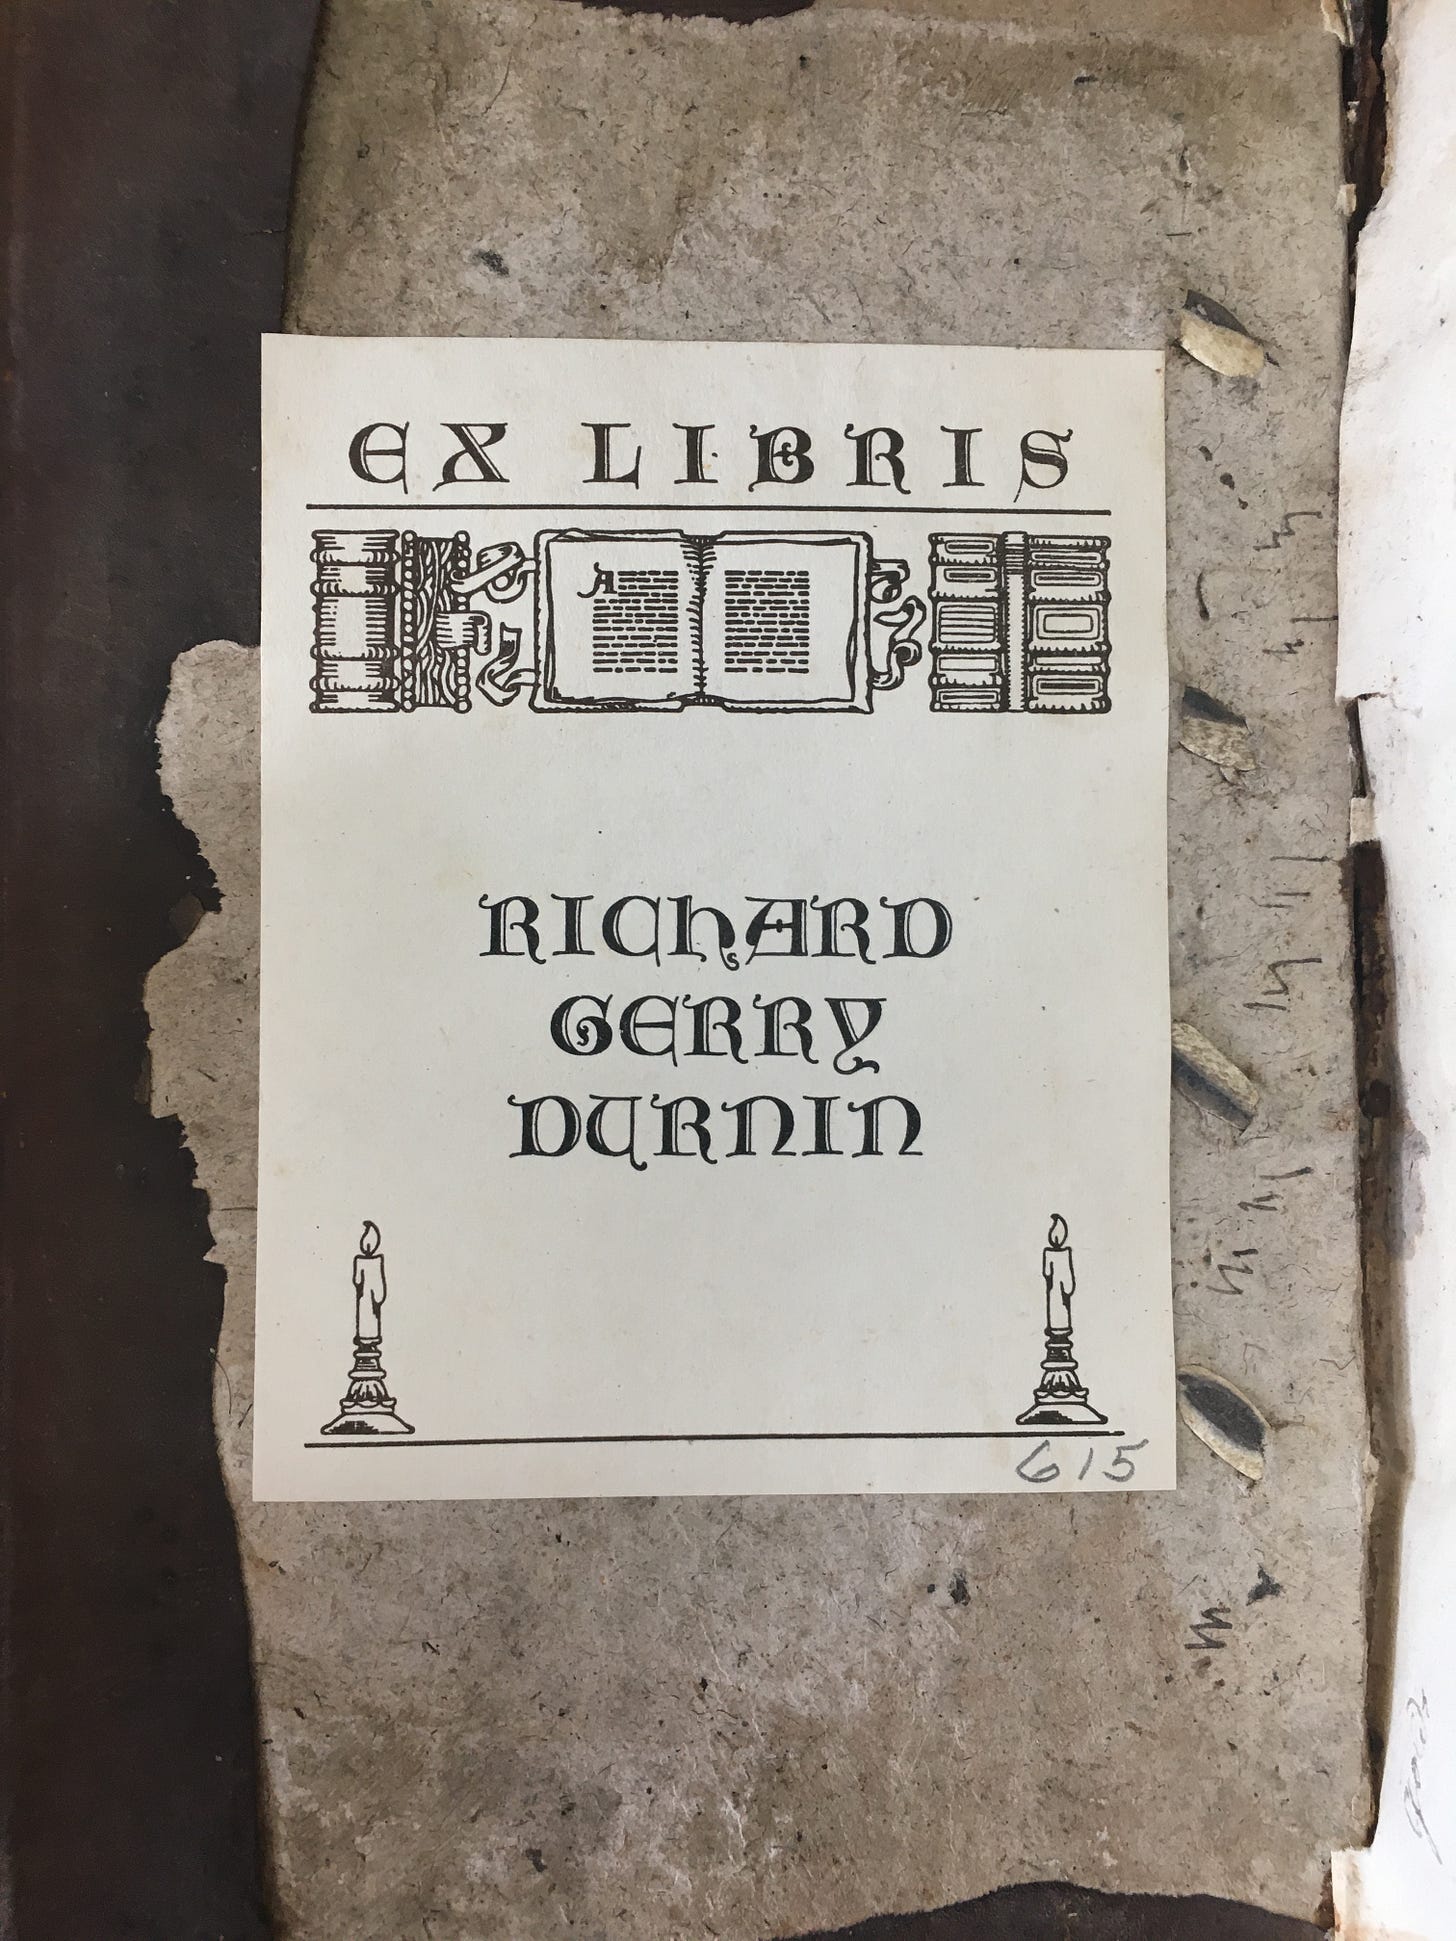 EX LIBRIS
A
RICHARD
GERRY
DURNIN
615